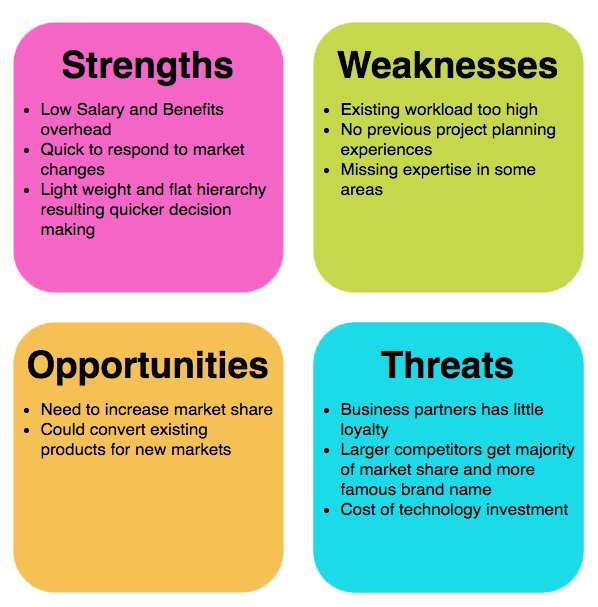 Strengths
• Low Salary and Benefits
overhead
• Quick to respond to market
changes
• Light weight and flat hierarchy
resulting quicker decision
making
Weaknesses
• Existing workload too high
• No previous project planning
experiences
• Missing expertise in some
areas
Opportunities
• Need to increase market share
• Could convert existing
products for new markets
Threats
• Business partners has little
loyalty
• Larger competitors get majority
of market share and more
famous brand name
• Cost of technology investment